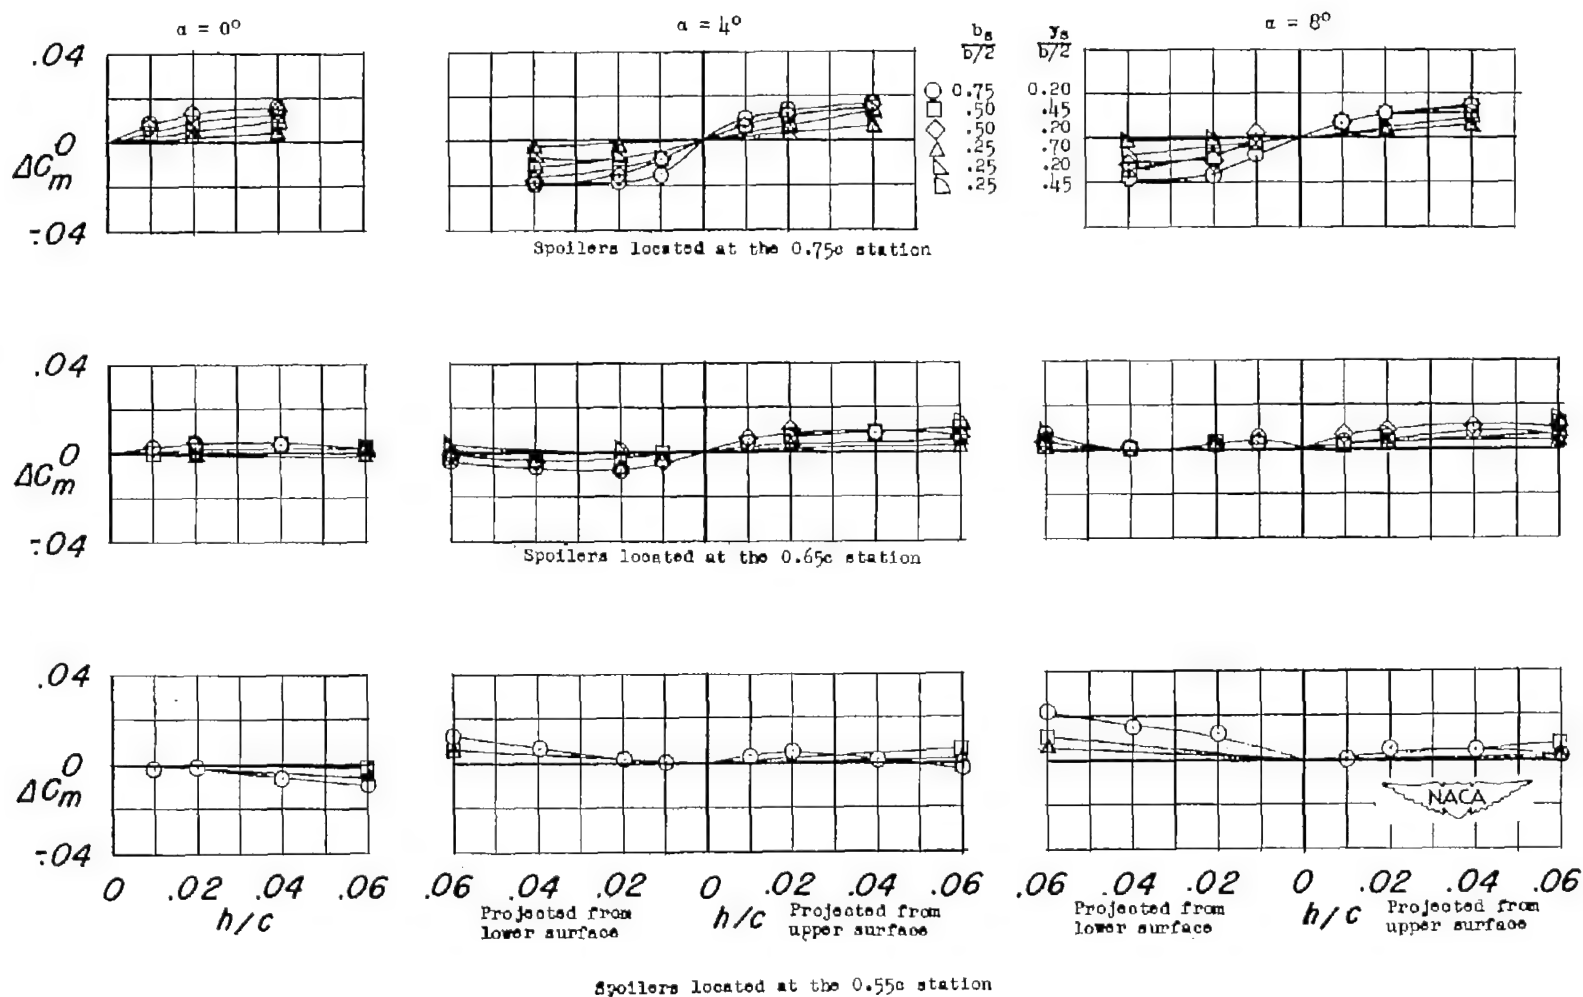 α = 0° α = 4° α = 8°
b_s / b/2 y_s / b/2
0.75 0.20
.50 .45
.50 .20
.25 .70
.25 .20
.25 .45
.04
0
ΔC_m
-.04
Spoilers located at the 0.75c station
.04
0
ΔC_m
-.04
Spoilers located at the 0.65c station
.04
0
ΔC_m
-.04
NACA
0 .02 .04 .06 .06 .04 .02 0 .02 .04 .06 .06 .04 .02 0 .02 .04 .06
h/c Projected from lower surface h/c Projected from upper surface Projected from lower surface h/c Projected from upper surface
Spoilers located at the 0.55c station